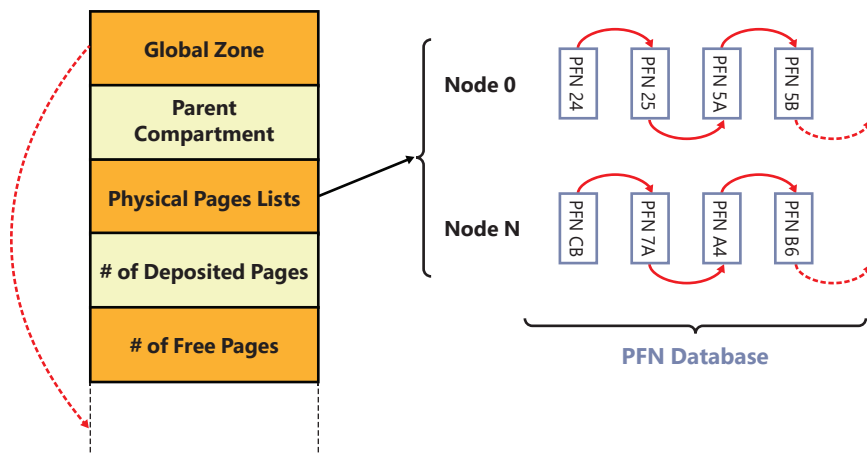 Global Zone
Parent
Compartment
Physical Pages Lists
# of Deposited Pages
# of Free Pages
Node 0
PFN 24
PFN 25
PFN 5A
PFN 5B
Node N
PFN CB
PFN 7A
PFN A4
PFN B6
PFN Database